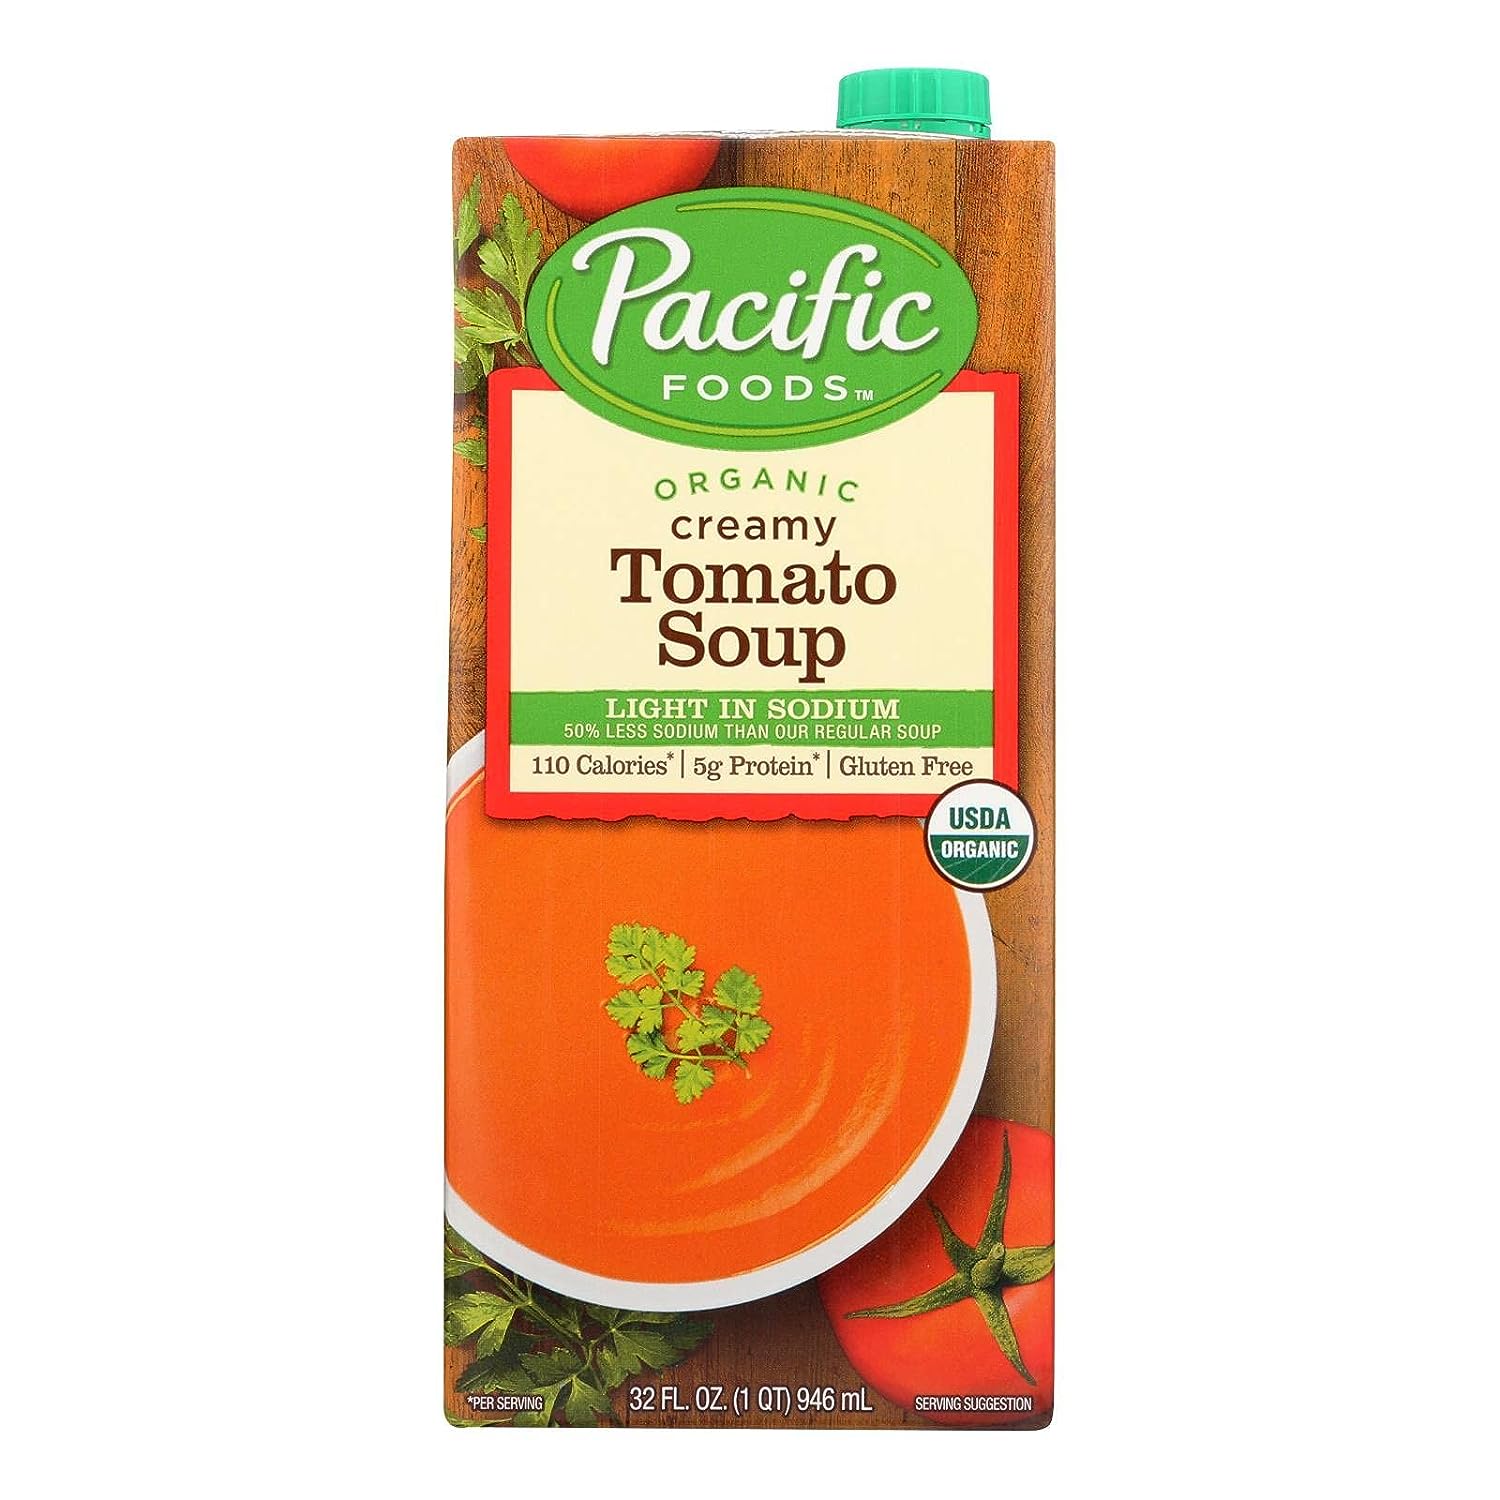 Pacific
FOODS™
ORGANIC
creamy
Tomato
Soup
LIGHT IN SODIUM
50% LESS SODIUM THAN OUR REGULAR SOUP
110 Calories* | 5g Protein* | Gluten Free
USDA
ORGANIC
*PER SERVING
32 FL. OZ. (1 QT) 946 mL
SERVING SUGGESTION